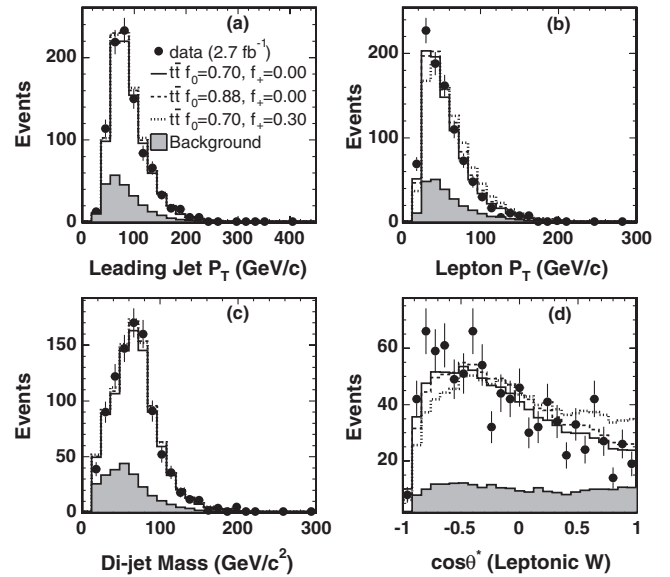 (a)
Events
200
100
0
data (2.7 fb⁻¹)
tt̄ f₀=0.70, f₊=0.00
tt̄ f₀=0.88, f₊=0.00
tt̄ f₀=0.70, f₊=0.30
Background
0 100 200 300 400
Leading Jet P_T (GeV/c)
(b)
Events
200
100
0
0 100 200 300
Lepton P_T (GeV/c)
(c)
Events
150
100
50
0
0 100 200 300
Di-jet Mass (GeV/c²)
(d)
Events
60
40
20
-1 -0.5 0 0.5 1
cosθ* (Leptonic W)